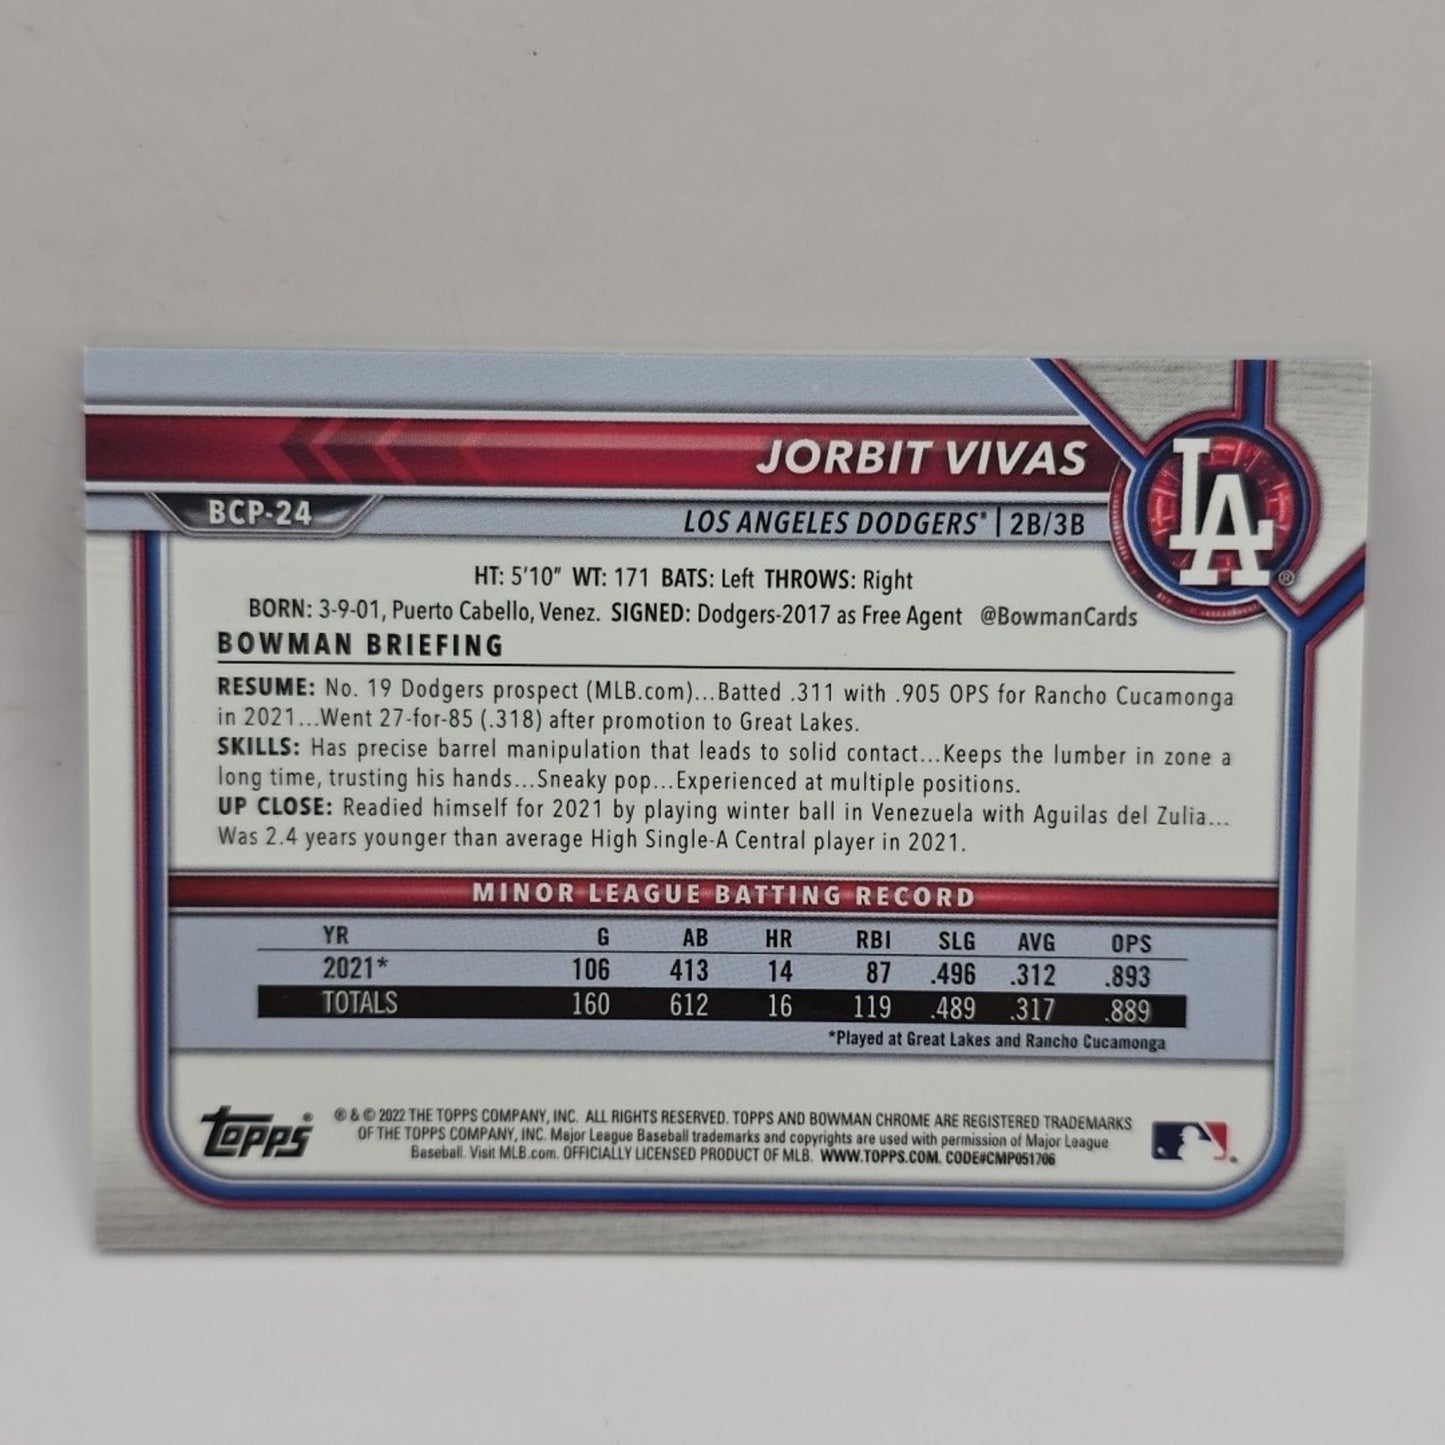 JORBIT VIVAS
BCP-24
LOS ANGELES DODGERS® | 2B/3B
LA®
HT: 5'10" WT: 171 BATS: Left THROWS: Right
BORN: 3-9-01, Puerto Cabello, Venez. SIGNED: Dodgers-2017 as Free Agent @BowmanCards
BOWMAN BRIEFING
RESUME: No. 19 Dodgers prospect (MLB.com)...Batted .311 with .905 OPS for Rancho Cucamonga
in 2021...Went 27-for-85 (.318) after promotion to Great Lakes.
SKILLS: Has precise barrel manipulation that leads to solid contact...Keeps the lumber in zone a
long time, trusting his hands...Sneaky pop...Experienced at multiple positions.
UP CLOSE: Readied himself for 2021 by playing winter ball in Venezuela with Aguilas del Zulia...
Was 2.4 years younger than average High Single-A Central player in 2021.
MINOR LEAGUE BATTING RECORD
YR G AB HR RBI SLG AVG OPS
2021* 106 413 14 87 .496 .312 .893
TOTALS 160 612 16 119 .489 .317 .889
*Played at Great Lakes and Rancho Cucamonga
topps®
® & © 2022 THE TOPPS COMPANY, INC. ALL RIGHTS RESERVED. TOPPS AND BOWMAN CHROME ARE REGISTERED TRADEMARKS
OF THE TOPPS COMPANY, INC. Major League Baseball trademarks and copyrights are used with permission of Major League
Baseball. Visit MLB.com. OFFICIALLY LICENSED PRODUCT OF MLB. WWW.TOPPS.COM. CODE#CMP051706